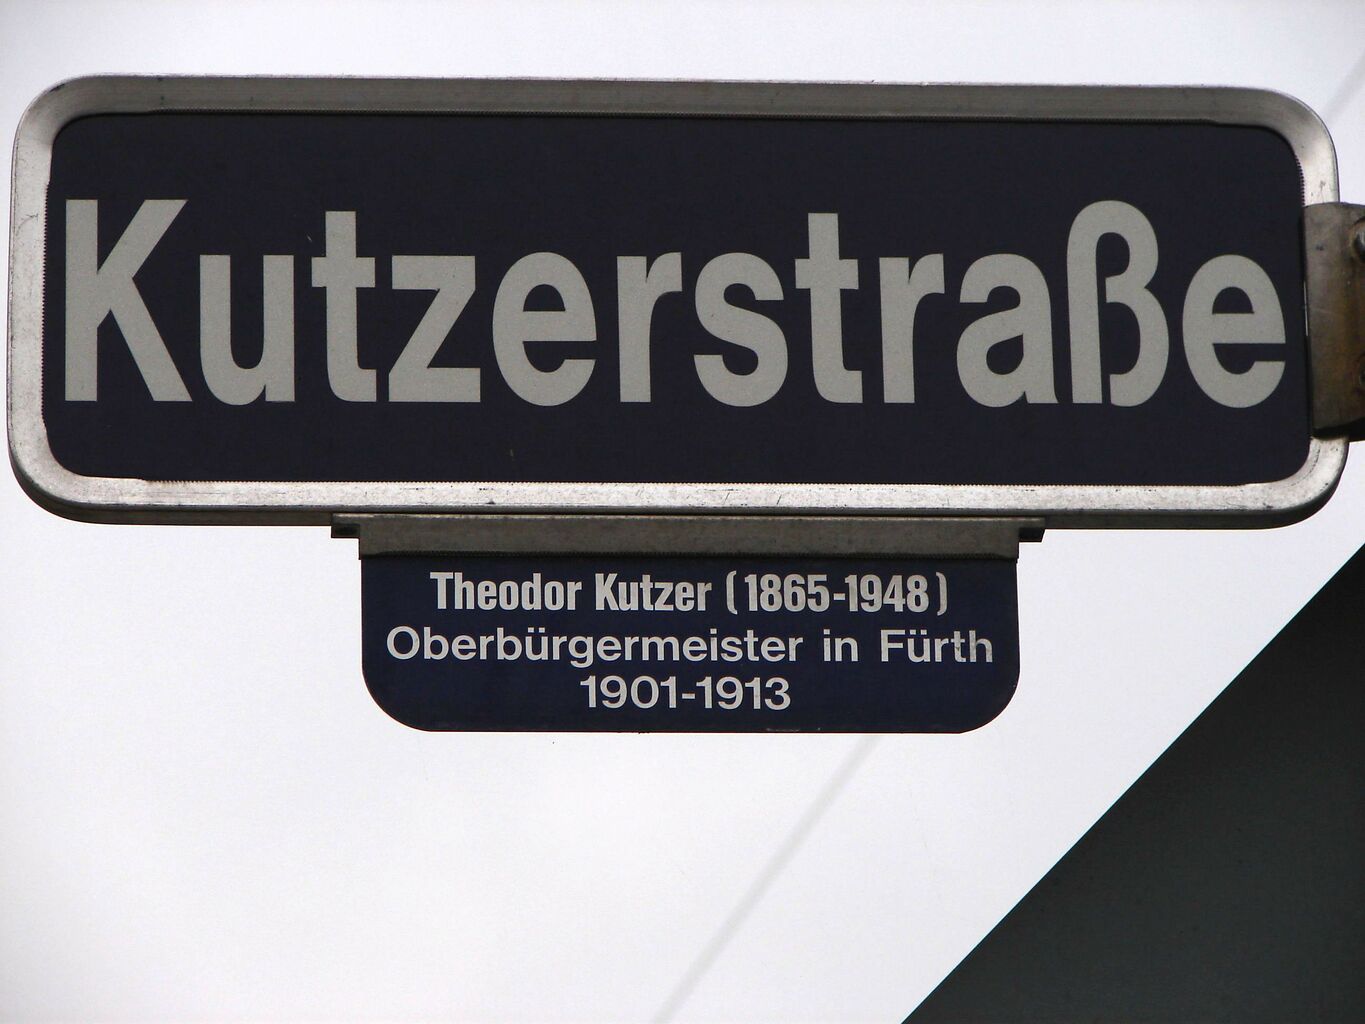 Kutzerstraße
Theodor Kutzer (1865-1948)
Oberbürgermeister in Fürth
1901-1913